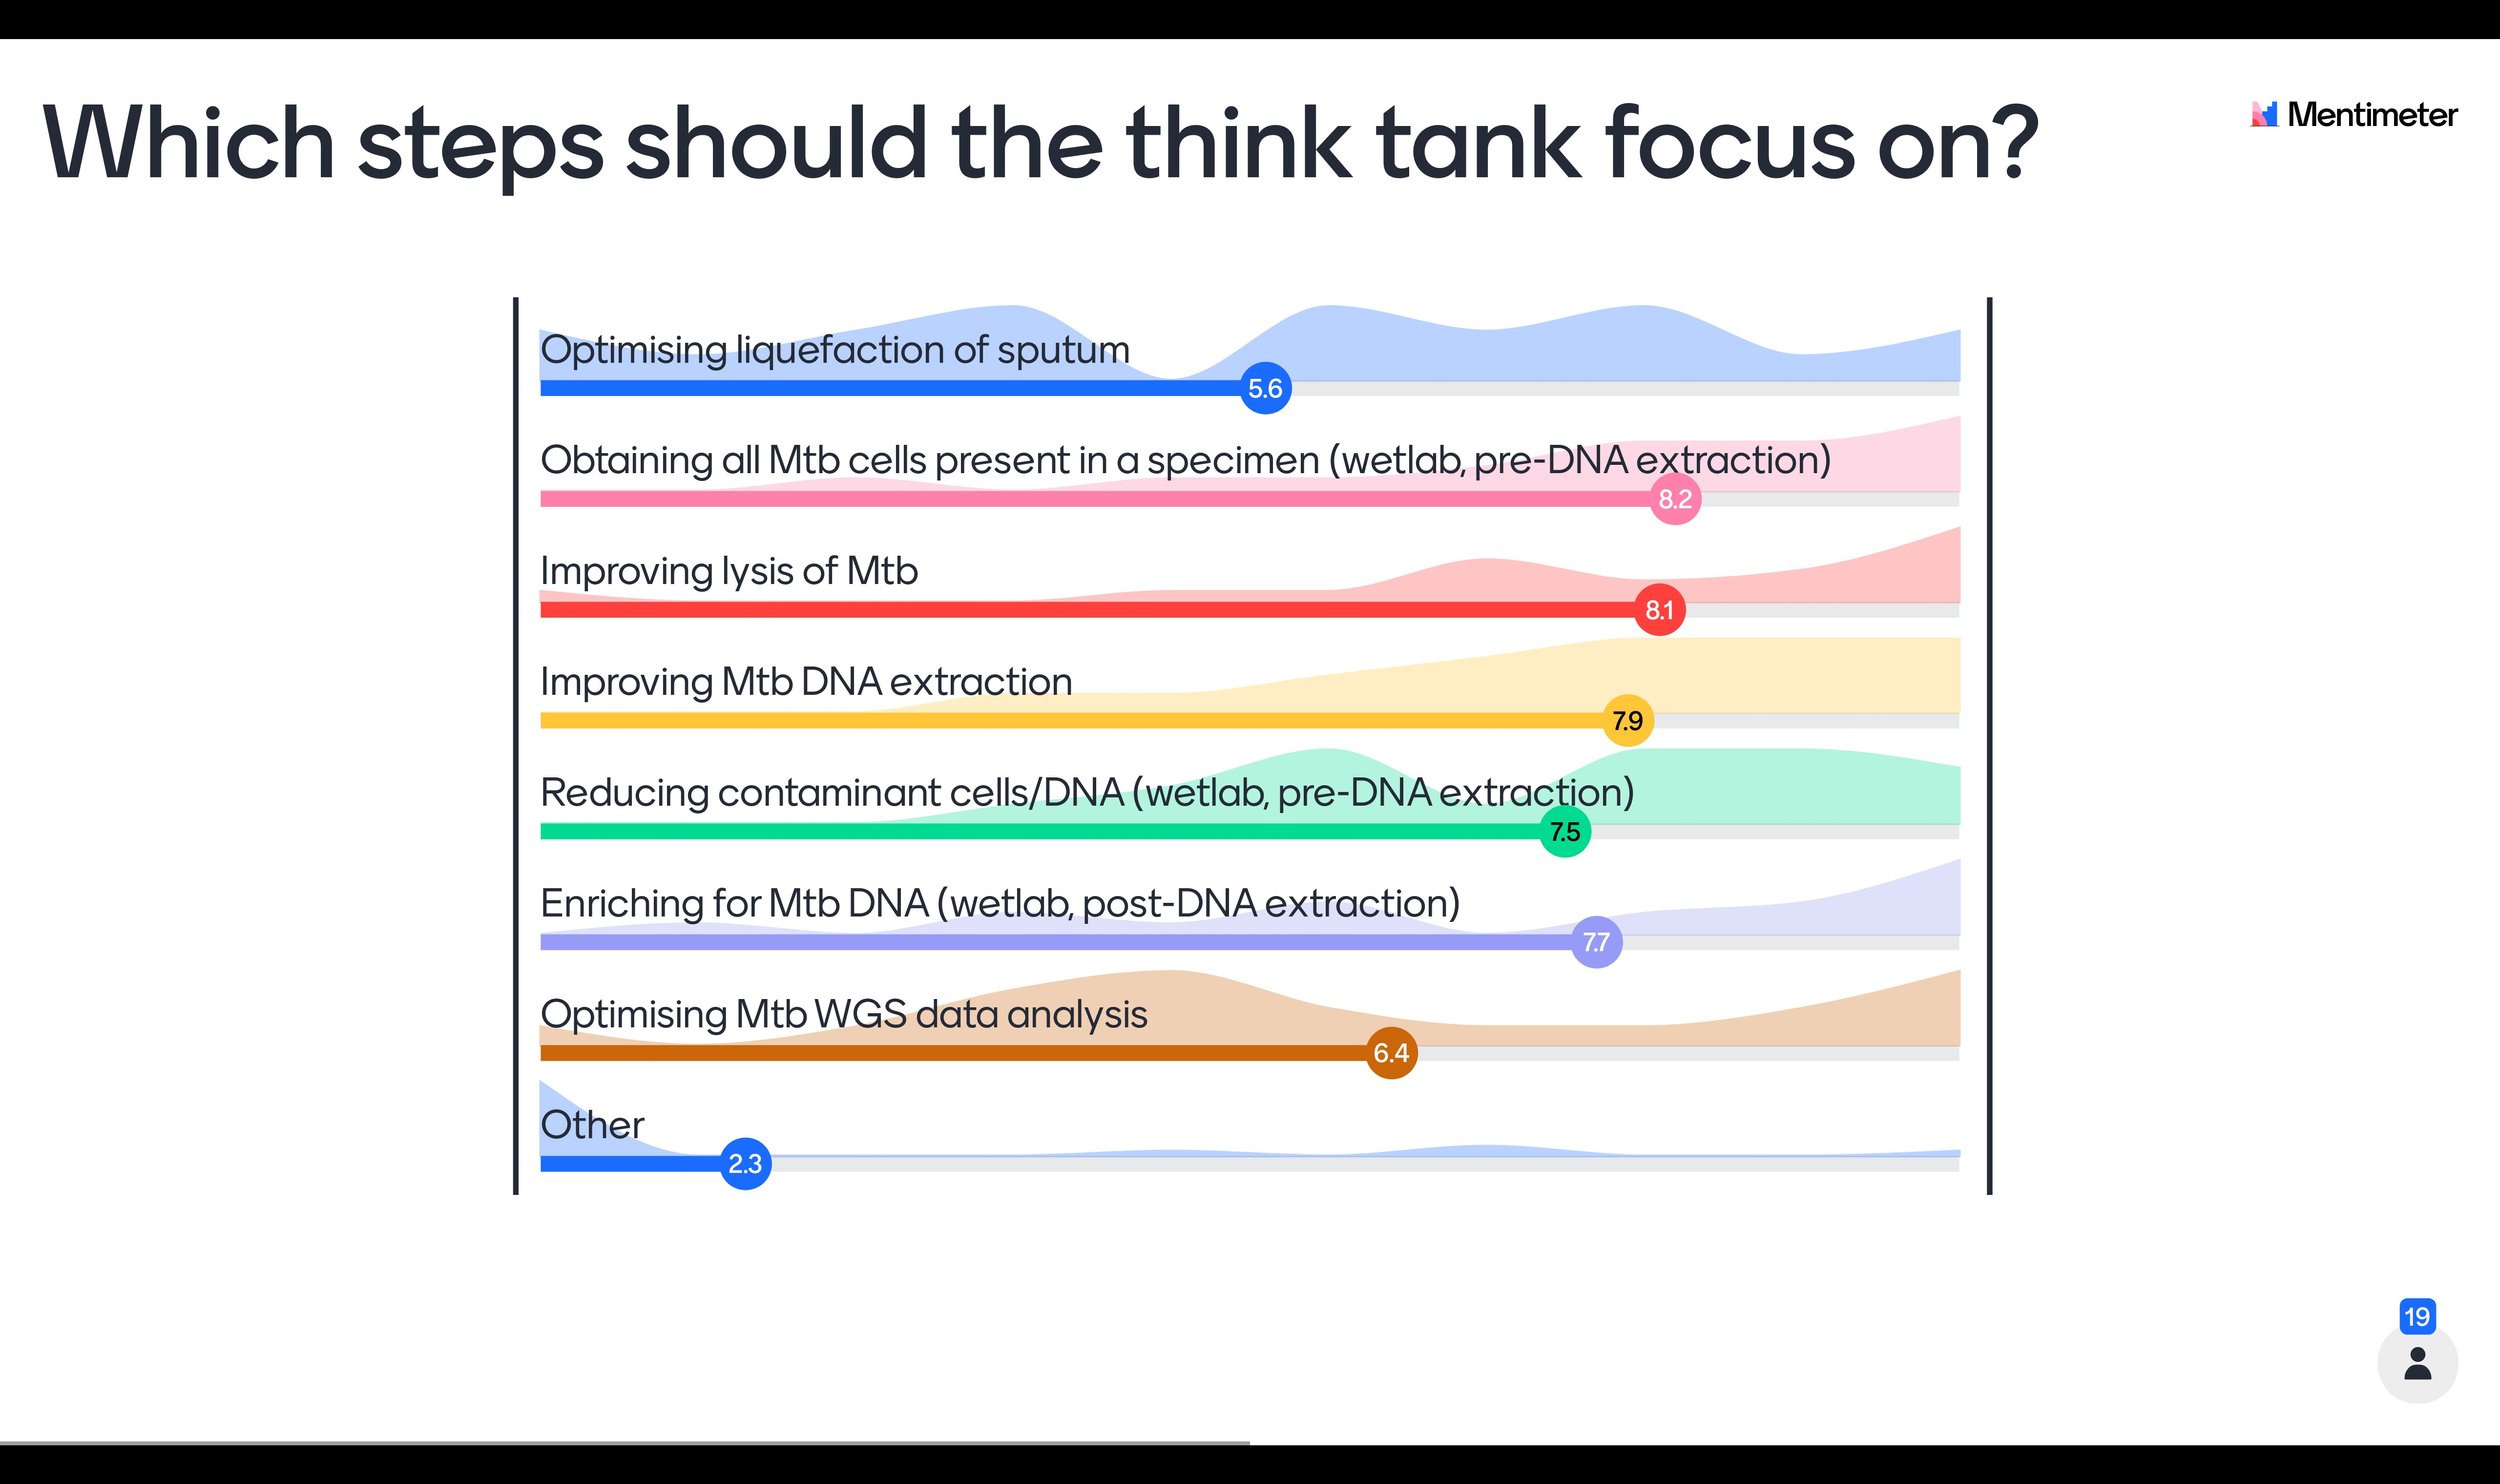 Which steps should the think tank focus on?
Mentimeter
Optimising liquefaction of sputum
5.6
Obtaining all Mtb cells present in a specimen (wetlab, pre-DNA extraction)
8.2
Improving lysis of Mtb
8.1
Improving Mtb DNA extraction
7.9
Reducing contaminant cells/DNA (wetlab, pre-DNA extraction)
7.5
Enriching for Mtb DNA (wetlab, post-DNA extraction)
7.7
Optimising Mtb WGS data analysis
6.4
Other
2.3
19